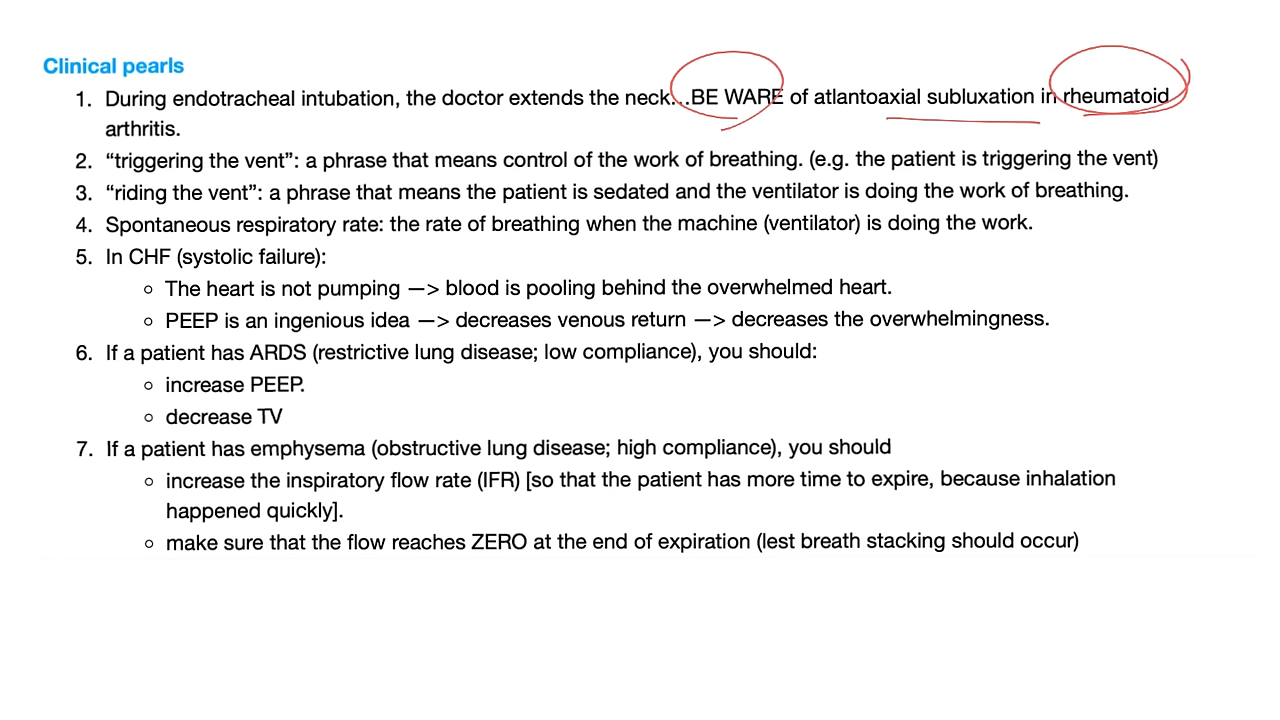 Clinical pearls
1. During endotracheal intubation, the doctor extends the neck...BE WARE of atlantoaxial subluxation in rheumatoid
arthritis.
2. “triggering the vent”: a phrase that means control of the work of breathing. (e.g. the patient is triggering the vent)
3. “riding the vent”: a phrase that means the patient is sedated and the ventilator is doing the work of breathing.
4. Spontaneous respiratory rate: the rate of breathing when the machine (ventilator) is doing the work.
5. In CHF (systolic failure):
◦ The heart is not pumping —> blood is pooling behind the overwhelmed heart.
◦ PEEP is an ingenious idea —> decreases venous return —> decreases the overwhelmingness.
6. If a patient has ARDS (restrictive lung disease; low compliance), you should:
◦ increase PEEP.
◦ decrease TV
7. If a patient has emphysema (obstructive lung disease; high compliance), you should
◦ increase the inspiratory flow rate (IFR) [so that the patient has more time to expire, because inhalation
happened quickly].
◦ make sure that the flow reaches ZERO at the end of expiration (lest breath stacking should occur)